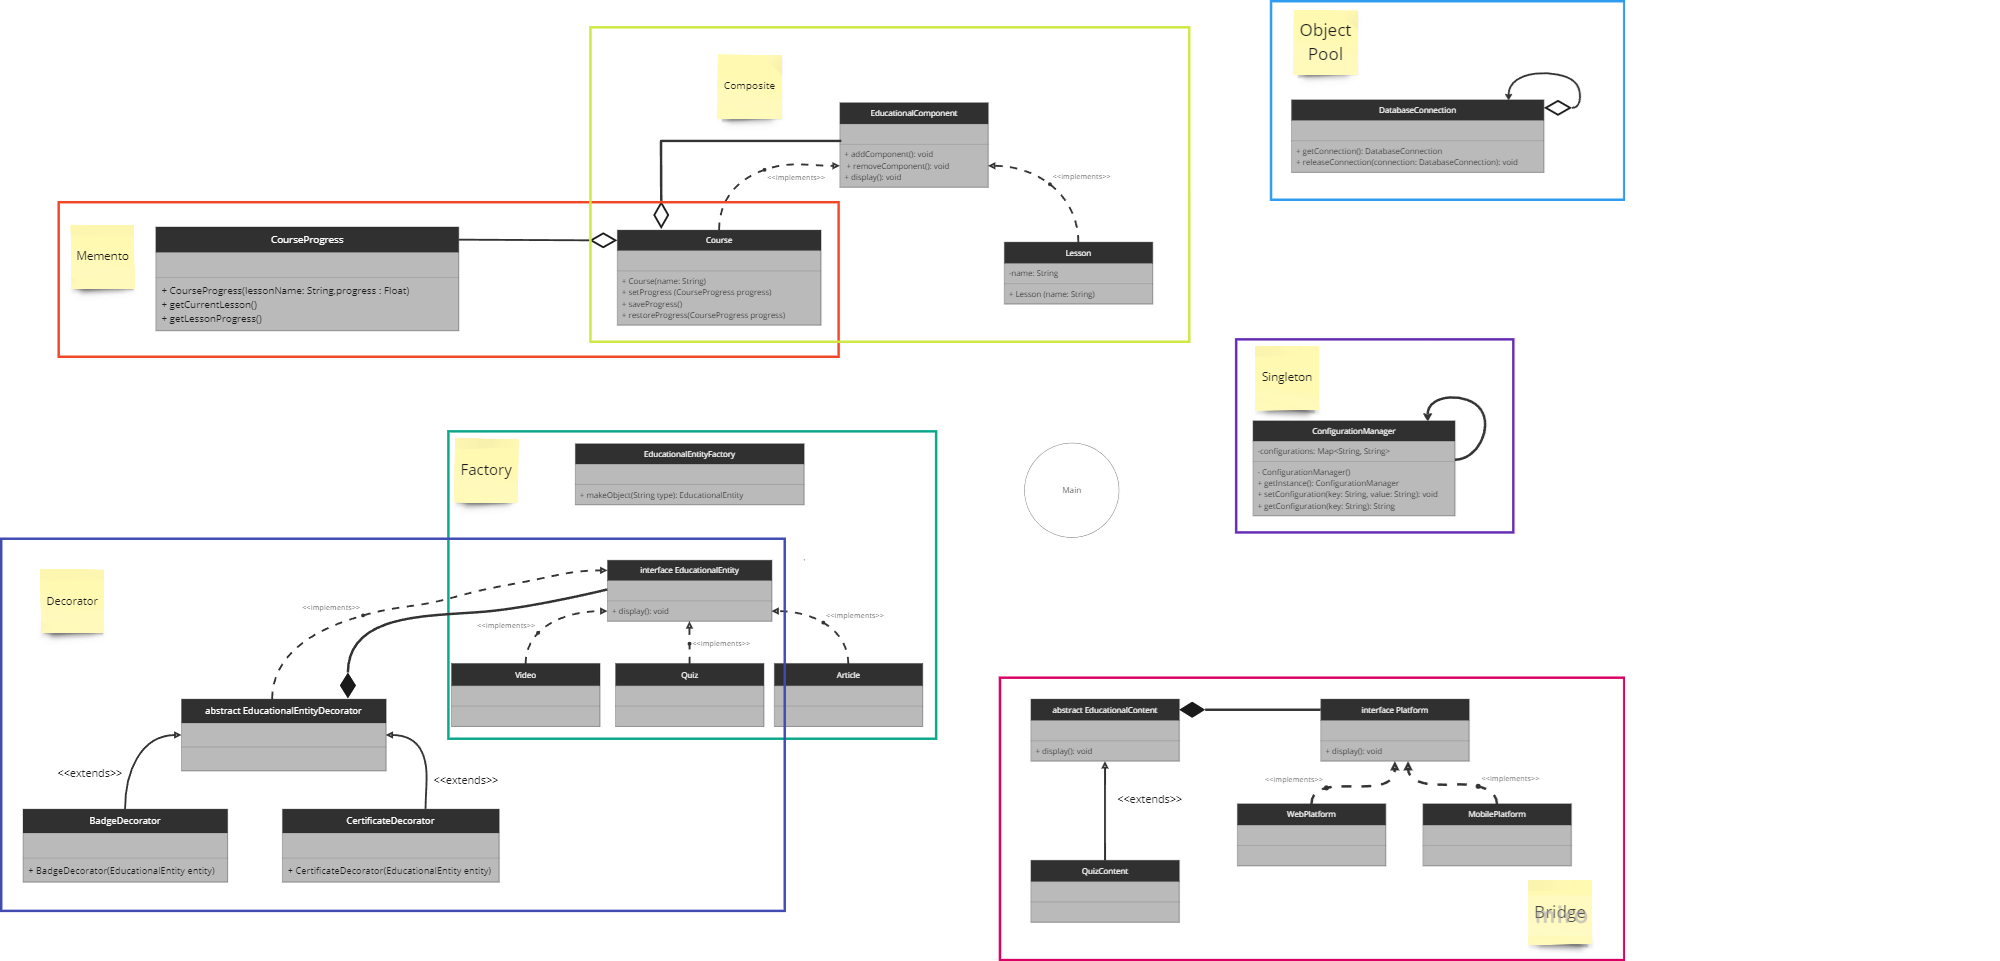 Object
Pool
DatabaseConnection
+ getConnection(): DatabaseConnection
+ releaseConnection(connection: DatabaseConnection): void
Composite
EducationalComponent
+ addComponent(): void
+ removeComponent(): void
+ display(): void
<<implements>>
<<implements>>
Memento
CourseProgress
+ CourseProgress(lessonName: String,progress : Float)
+ getCurrentLesson()
+ getLessonProgress()
Course
+ Course(name: String)
+ setProgress (CourseProgress progress)
+ saveProgress()
+ restoreProgress(CourseProgress progress)
Lesson
-name: String
+ Lesson (name: String)
Singleton
ConfigurationManager
-configurations: Map<String, String>
- ConfigurationManager()
+ getInstance(): ConfigurationManager
+ setConfiguration(key: String, value: String): void
+ getConfiguration(key: String): String
Factory
EducationalEntityFactory
+ makeObject(String type): EducationalEntity
Main
Decorator
interface EducationalEntity
+ display(): void
<<implements>>
<<implements>>
<<implements>>
<<implements>>
Video
Quiz
Article
abstract EducationalEntityDecorator
<<extends>>
<<extends>>
BadgeDecorator
+ BadgeDecorator(EducationalEntity entity)
CertificateDecorator
+ CertificateDecorator(EducationalEntity entity)
abstract EducationalContent
+ display(): void
interface Platform
+ display(): void
<<implements>>
<<implements>>
<<extends>>
WebPlatform
MobilePlatform
QuizContent
Bridge
miro